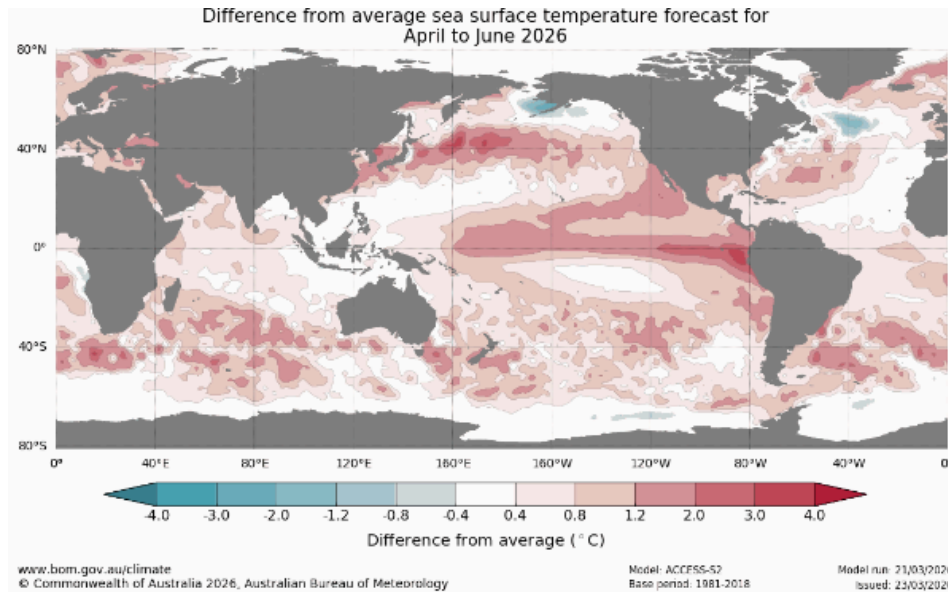 Difference from average sea surface temperature forecast for
April to June 2026
80°N
40°N
0°
40°S
80°S
0° 40°E 80°E 120°E 160°E 160°W 120°W 80°W 40°W 0
-4.0 -3.0 -2.0 -1.2 -0.8 -0.4 0.4 0.8 1.2 2.0 3.0 4.0
Difference from average (°C)
www.bom.gov.au/climate
© Commonwealth of Australia 2026, Australian Bureau of Meteorology
Model: ACCESS-S2
Base period: 1981-2018
Model run: 21/03/202
Issued: 23/03/202